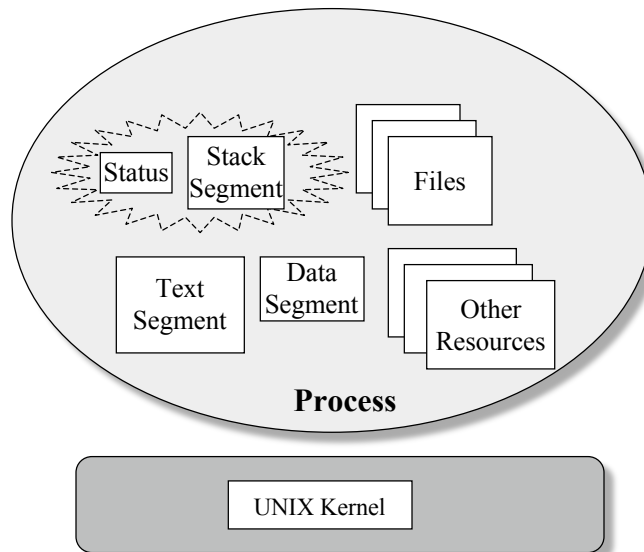 Status
Stack
Segment
Files
Text
Segment
Data
Segment
Other
Resources
Process
UNIX Kernel